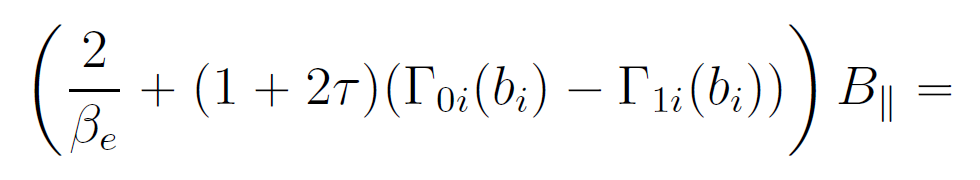 $\left( \frac{2}{\beta_e} + (1 + 2\tau)(\Gamma_{0i}(b_i) - \Gamma_{1i}(b_i)) \right) B_{\parallel} =$